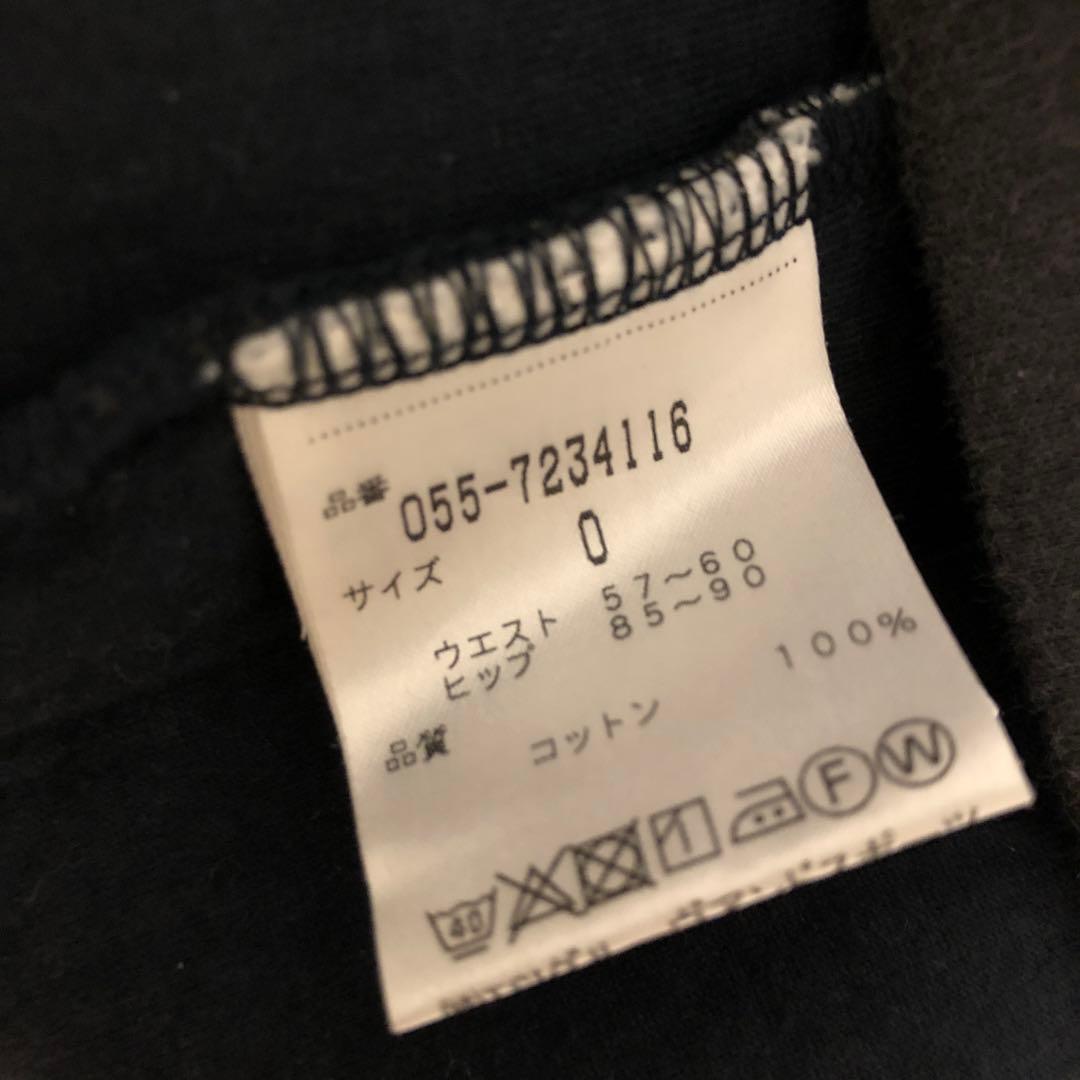 品番 055-7234116
サイズ 0
ウエスト 57～60
ヒップ 85～90
品質 コットン 100%
40 F W